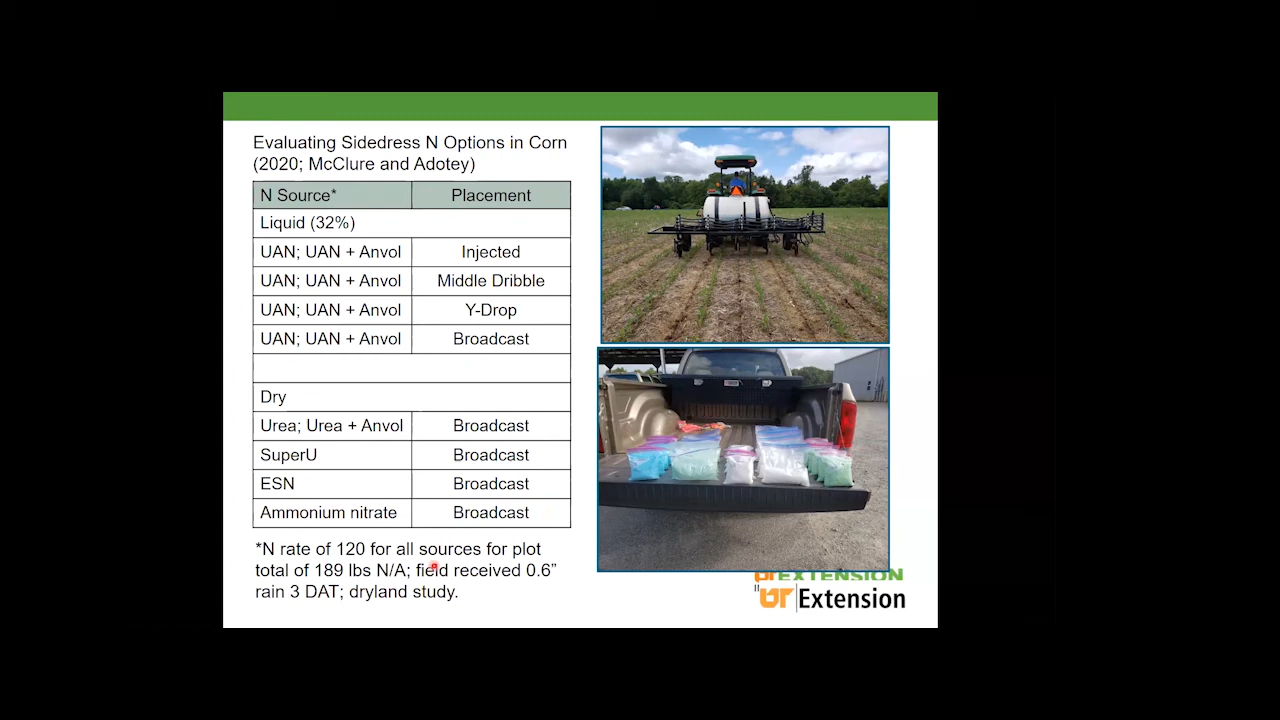 Evaluating Sidedress N Options in Corn
(2020; McClure and Adotey)
N Source* Placement
Liquid (32%)
UAN; UAN + Anvol Injected
UAN; UAN + Anvol Middle Dribble
UAN; UAN + Anvol Y-Drop
UAN; UAN + Anvol Broadcast
Dry
Urea; Urea + Anvol Broadcast
SuperU Broadcast
ESN Broadcast
Ammonium nitrate Broadcast
*N rate of 120 for all sources for plot
total of 189 lbs N/A; field received 0.6”
rain 3 DAT; dryland study.
UT EXTENSION
UT Extension